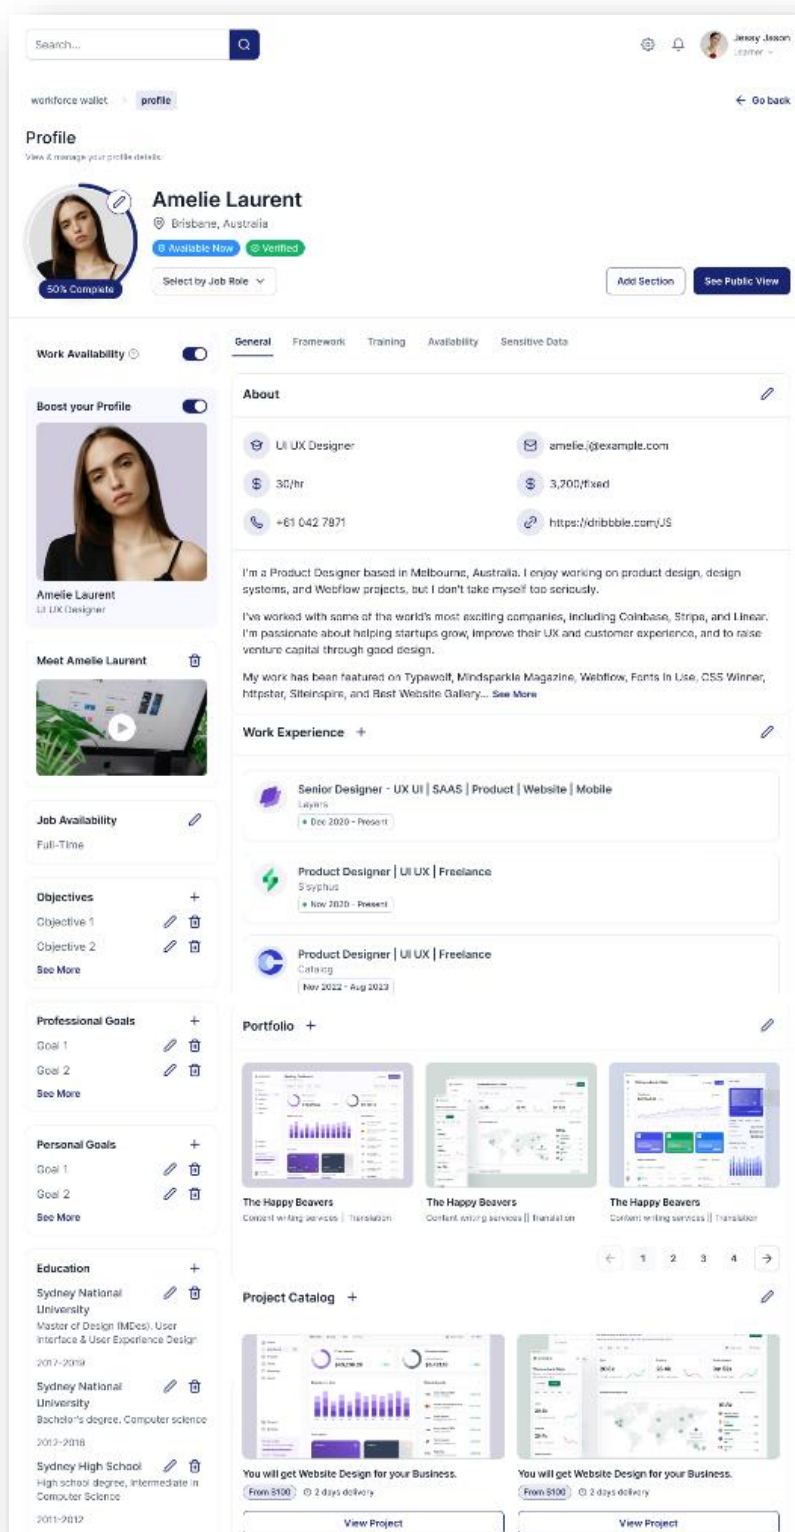 Search...
Jessy Jason
Learner
workforce wallet
profile
Go back
Profile
View & manage your profile details.
Amelie Laurent
Brisbane, Australia
Available Now
Verified
50% Complete
Select by Job Role
Add Section
See Public View
Work Availability
Boost your Profile
Amelie Laurent
UI UX Designer
Meet Amelie Laurent
Job Availability
Full-Time
Objectives
Objective 1
Objective 2
See More
Professional Goals
Goal 1
Goal 2
See More
Personal Goals
Goal 1
Goal 2
See More
Education
Sydney National
University
Master of Design (MDes), User
Interface & User Experience Design
2017-2019
Sydney National
University
Bachelor's degree, Computer science
2012-2016
Sydney High School
High school degree, Intermediate in
Computer Science
2011-2012
General
Framework
Training
Availability
Sensitive Data
About
UI UX Designer
amelie.j@example.com
30/hr
3,200/fixed
+61 042 7871
https://dribbble.com/JS
I'm a Product Designer based in Melbourne, Australia. I enjoy working on product design, design
systems, and Webflow projects, but I don't take myself too seriously.
I've worked with some of the world's most exciting companies, including Coinbase, Stripe, and Linear.
I'm passionate about helping startups grow, improve their UX and customer experience, and to raise
venture capital through good design.
My work has been featured on Typewolf, Mindsparkle Magazine, Webflow, Fonts In Use, CSS Winner,
httpster, Siteinspire, and Best Website Gallery... See More
Work Experience
Senior Designer - UX UI | SAAS | Product | Website | Mobile
Layers
Dec 2020 - Present
Product Designer | UI UX | Freelance
Sisyphus
Nov 2020 - Present
Product Designer | UI UX | Freelance
Catalog
Nov 2022 - Aug 2023
Portfolio
The Happy Beavers
Content writing services || Translation
The Happy Beavers
Content writing services || Translation
The Happy Beavers
Content writing services || Translation
1 2 3 4
Project Catalog
You will get Website Design for your Business.
From $100
2 days delivery
View Project
You will get Website Design for your Business.
From $100
2 days delivery
View Project